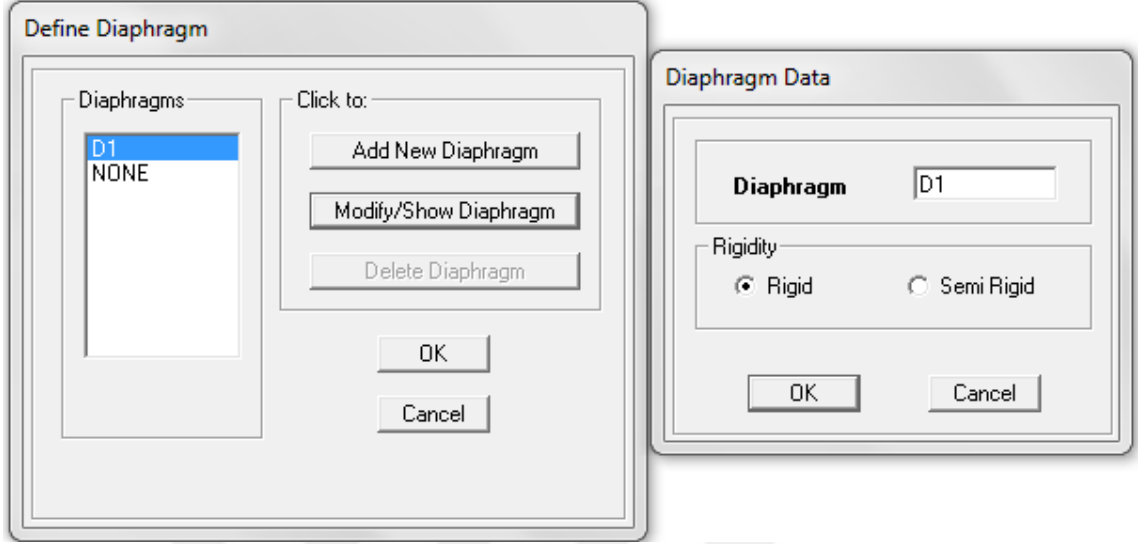 Define Diaphragm
Diaphragms
D1
NONE
Click to:
Add New Diaphragm
Modify/Show Diaphragm
Delete Diaphragm
OK
Cancel
Diaphragm Data
Diaphragm D1
Rigidity
Rigid Semi Rigid
OK Cancel